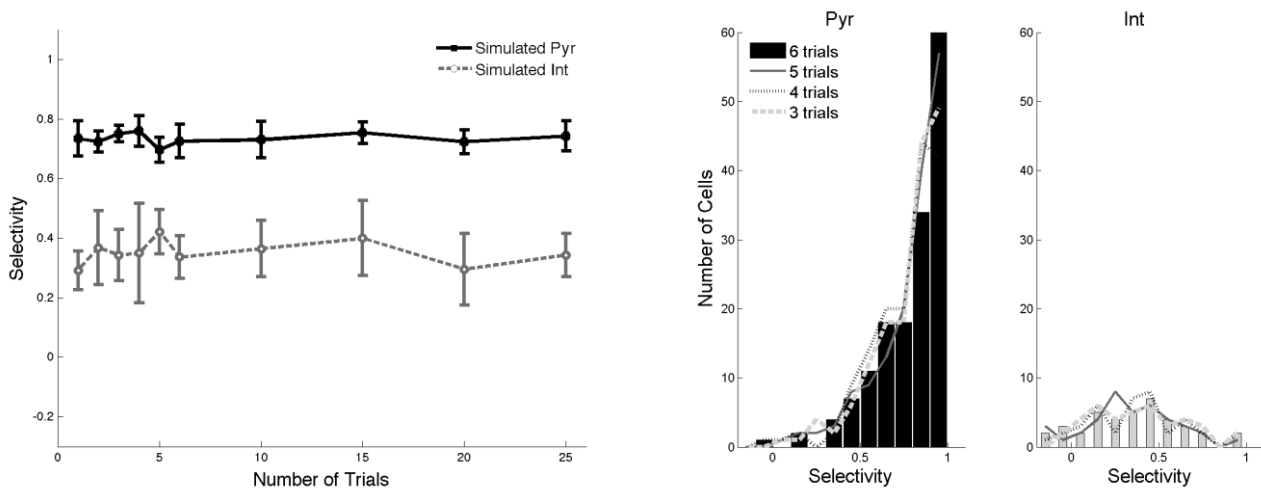 1
0.8
0.6
0.4
0.2
0
-0.2
Selectivity
0
5
10
15
20
25
Number of Trials
Simulated Pyr
Simulated Int
Pyr
60
50
40
30
20
10
0
Number of Cells
6 trials
5 trials
4 trials
3 trials
0
0.5
1
Selectivity
Int
60
50
40
30
20
10
0
0
0.5
1
Selectivity